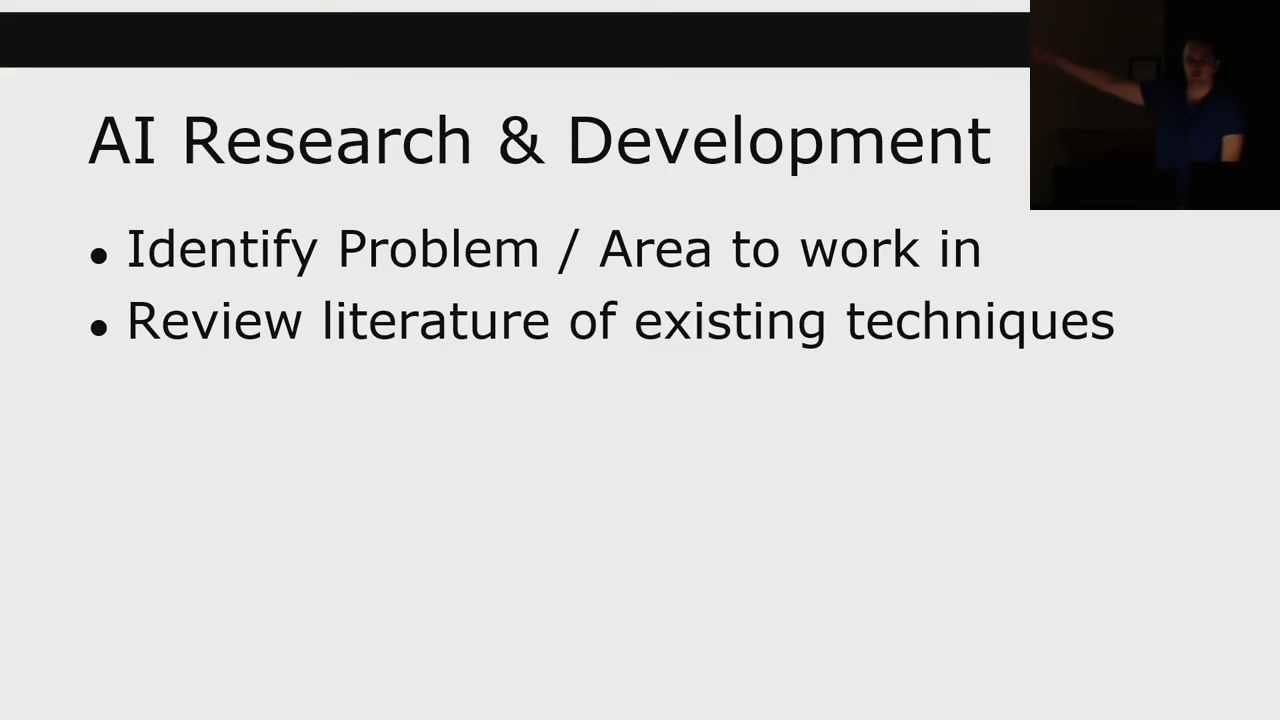 AI Research & Development
• Identify Problem / Area to work in
• Review literature of existing techniques